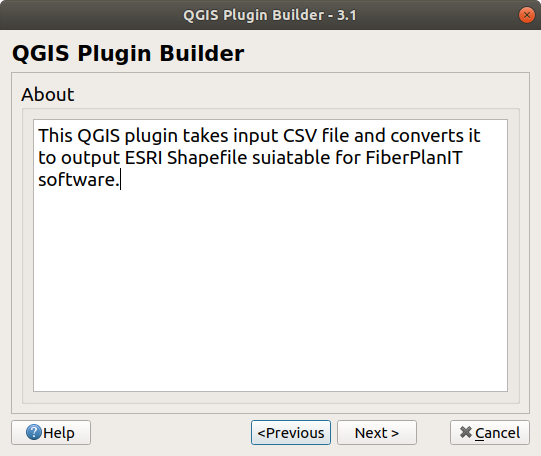 QGIS Plugin Builder - 3.1
QGIS Plugin Builder
About
This QGIS plugin takes input CSV file and converts it
to output ESRI Shapefile suiatable for FiberPlanIT
software.
Help
<Previous
Next >
Cancel